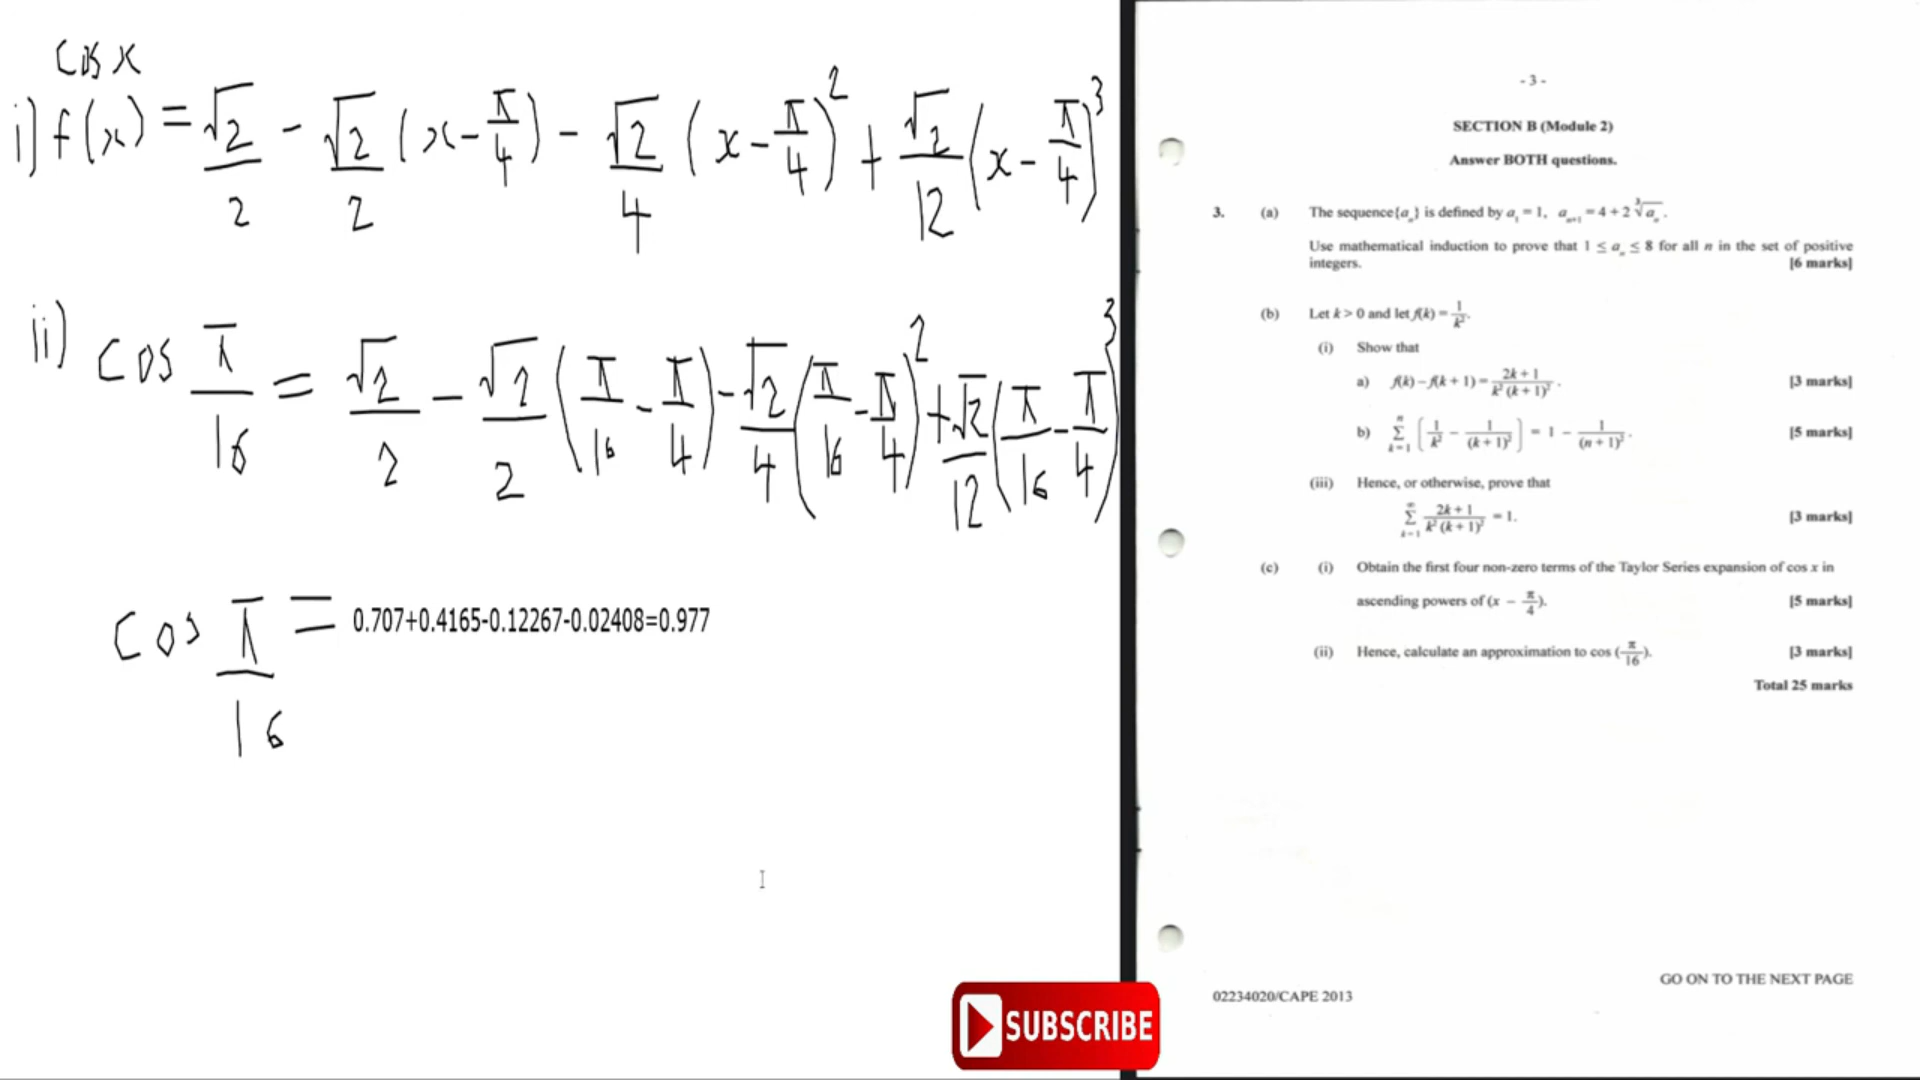 cos x
i) f(x) = √2/2 - √2/2 (x - π/4) - √2/4 (x - π/4)² + √2/12 (x - π/4)³
ii) cos π/16 = √2/2 - √2/2 (π/16 - π/4) - √2/4 (π/16 - π/4)² + √2/12 (π/16 - π/4)³
cos π/16 = 0.707+0.4165-0.12267-0.02408=0.977
SUBSCRIBE
- 3 -
SECTION B (Module 2)
Answer BOTH questions.
3. (a) The sequence {aₙ} is defined by a₁ = 1, aₙ₊₁ = 4 + 2 ∛aₙ .
Use mathematical induction to prove that 1 ≤ aₙ ≤ 8 for all n in the set of positive
integers. [6 marks]
(b) Let k > 0 and let f(k) = 1/k².
(i) Show that
a) f(k) – f(k + 1) = (2k + 1)/(k² (k + 1)²) . [3 marks]
b) Σ k=1 n [1/k² – 1/(k + 1)²] = 1 – 1/(n + 1)² . [5 marks]
(iii) Hence, or otherwise, prove that
Σ k=1 ∞ (2k + 1)/(k² (k + 1)²) = 1. [3 marks]
(c) (i) Obtain the first four non-zero terms of the Taylor Series expansion of cos x in
ascending powers of (x – π/4). [5 marks]
(ii) Hence, calculate an approximation to cos (π/16). [3 marks]
Total 25 marks
GO ON TO THE NEXT PAGE
02234020/CAPE 2013